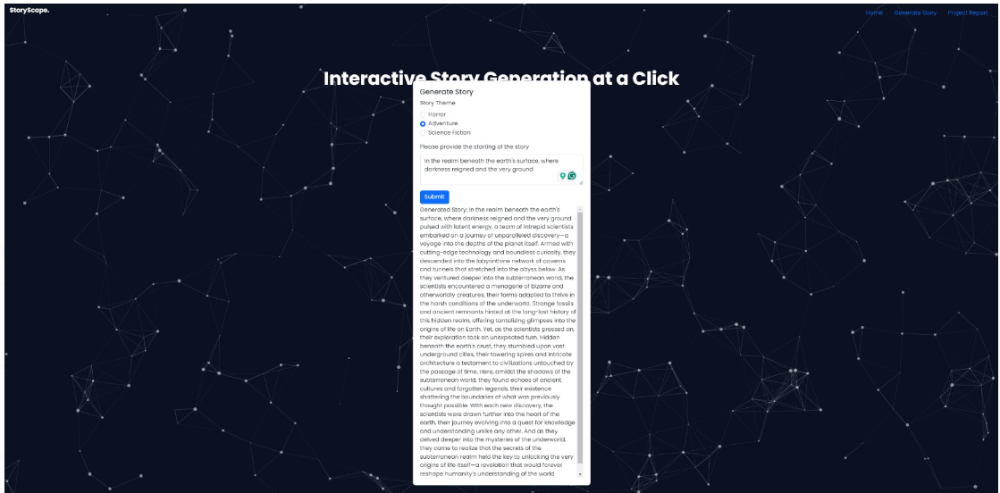 StoryScape.
Home Generate Story Project Report
Interactive Story Generation at a Click
Generate Story
Story Theme
Horror
Adventure
Science Fiction
Please provide the starting of the story
In the realm beneath the earth's surface, where
darkness reigned and the very ground
Submit
Generated Story: In the realm beneath the earth's
surface, where darkness reigned and the very ground
pulsed with latent energy, a team of intrepid scientists
embarked on a journey of unparalleled discovery—a
voyage into the depths of the planet itself. Armed with
cutting-edge technology and boundless curiosity, they
descended into the labyrinthine network of caverns
and tunnels that stretched into the abyss below. As
they ventured deeper into the subterranean world, the
scientists encountered a menagerie of bizarre and
otherworldly creatures, their forms adapted to thrive in
the harsh conditions of the underworld. Strange fossils
and ancient remnants hinted at the long-lost history of
this hidden realm, offering tantalizing glimpses into the
origins of life on Earth. Yet, as the scientists pressed on,
their exploration took an unexpected turn. Hidden
beneath the earth's crust, they stumbled upon vast
underground cities, their towering spires and intricate
architecture a testament to civilizations untouched by
the passage of time. Here, amidst the shadows of the
subterranean world, they found echoes of ancient
cultures and forgotten legends, their existence
shattering the boundaries of what was previously
thought possible. With each new discovery, the
scientists were drawn further into the heart of the
earth, their journey evolving into a quest for knowledge
and understanding unlike any other. And as they
delved deeper into the mysteries of the underworld,
they came to realize that the secrets of the
subterranean realm held the key to unlocking the very
origins of life itself—a revelation that would forever
reshape humanity's understanding of the world